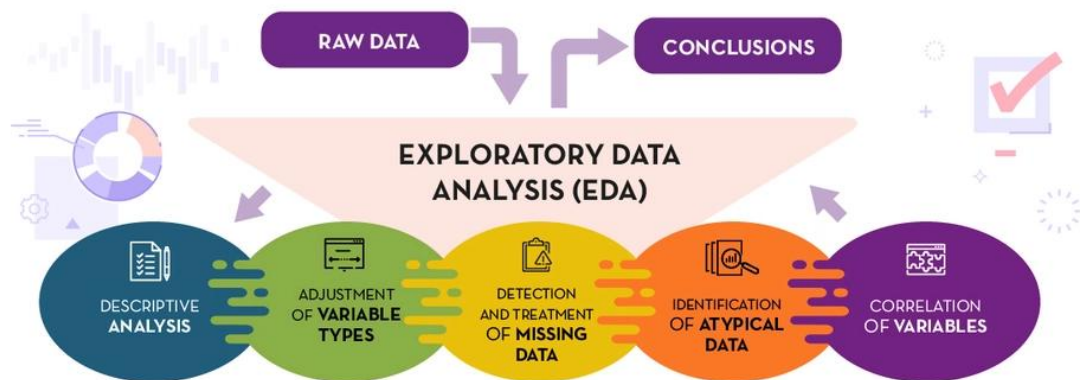 RAW DATA
CONCLUSIONS
EXPLORATORY DATA
ANALYSIS (EDA)
DESCRIPTIVE
ANALYSIS
ADJUSTMENT
OF VARIABLE
TYPES
DETECTION
AND TREATMENT
OF MISSING
DATA
IDENTIFICATION
OF ATYPICAL
DATA
CORRELATION
OF VARIABLES